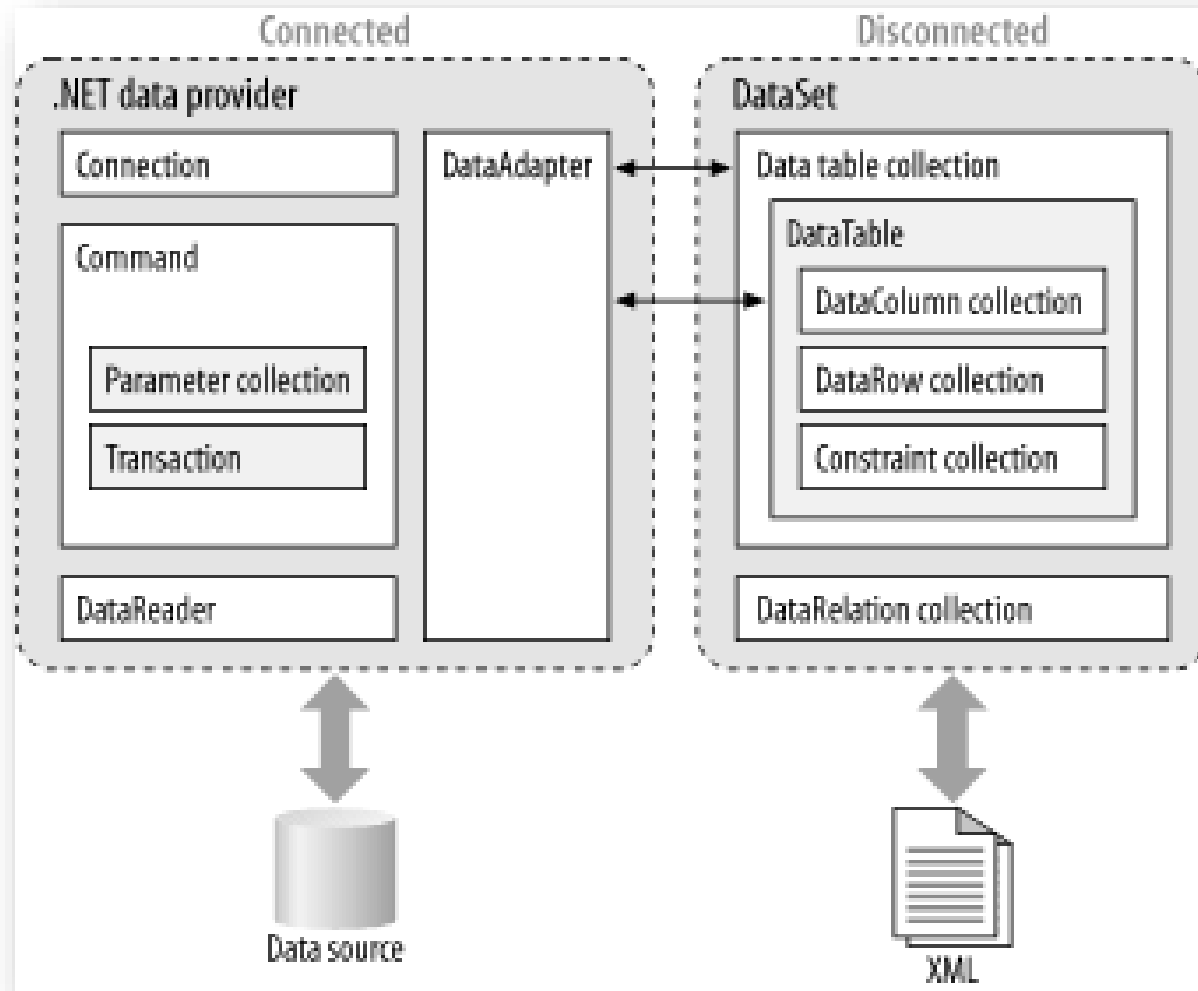 Connected
Disconnected
.NET data provider
Connection
Command
Parameter collection
Transaction
DataReader
DataAdapter
DataSet
Data table collection
DataTable
DataColumn collection
DataRow collection
Constraint collection
DataRelation collection
Data source
XML